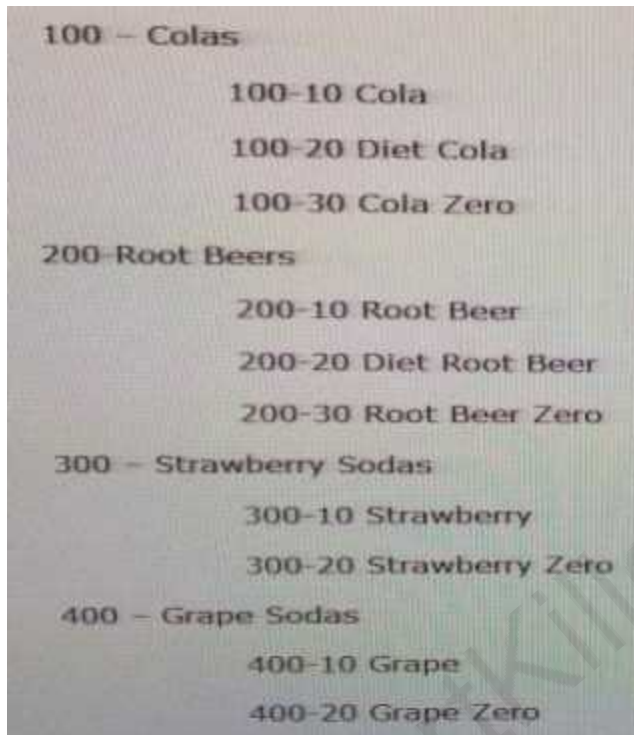 100 – Colas
100-10 Cola
100-20 Diet Cola
100-30 Cola Zero
200-Root Beers
200-10 Root Beer
200-20 Diet Root Beer
200-30 Root Beer Zero
300 – Strawberry Sodas
300-10 Strawberry
300-20 Strawberry Zero
400 – Grape Sodas
400-10 Grape
400-20 Grape Zero